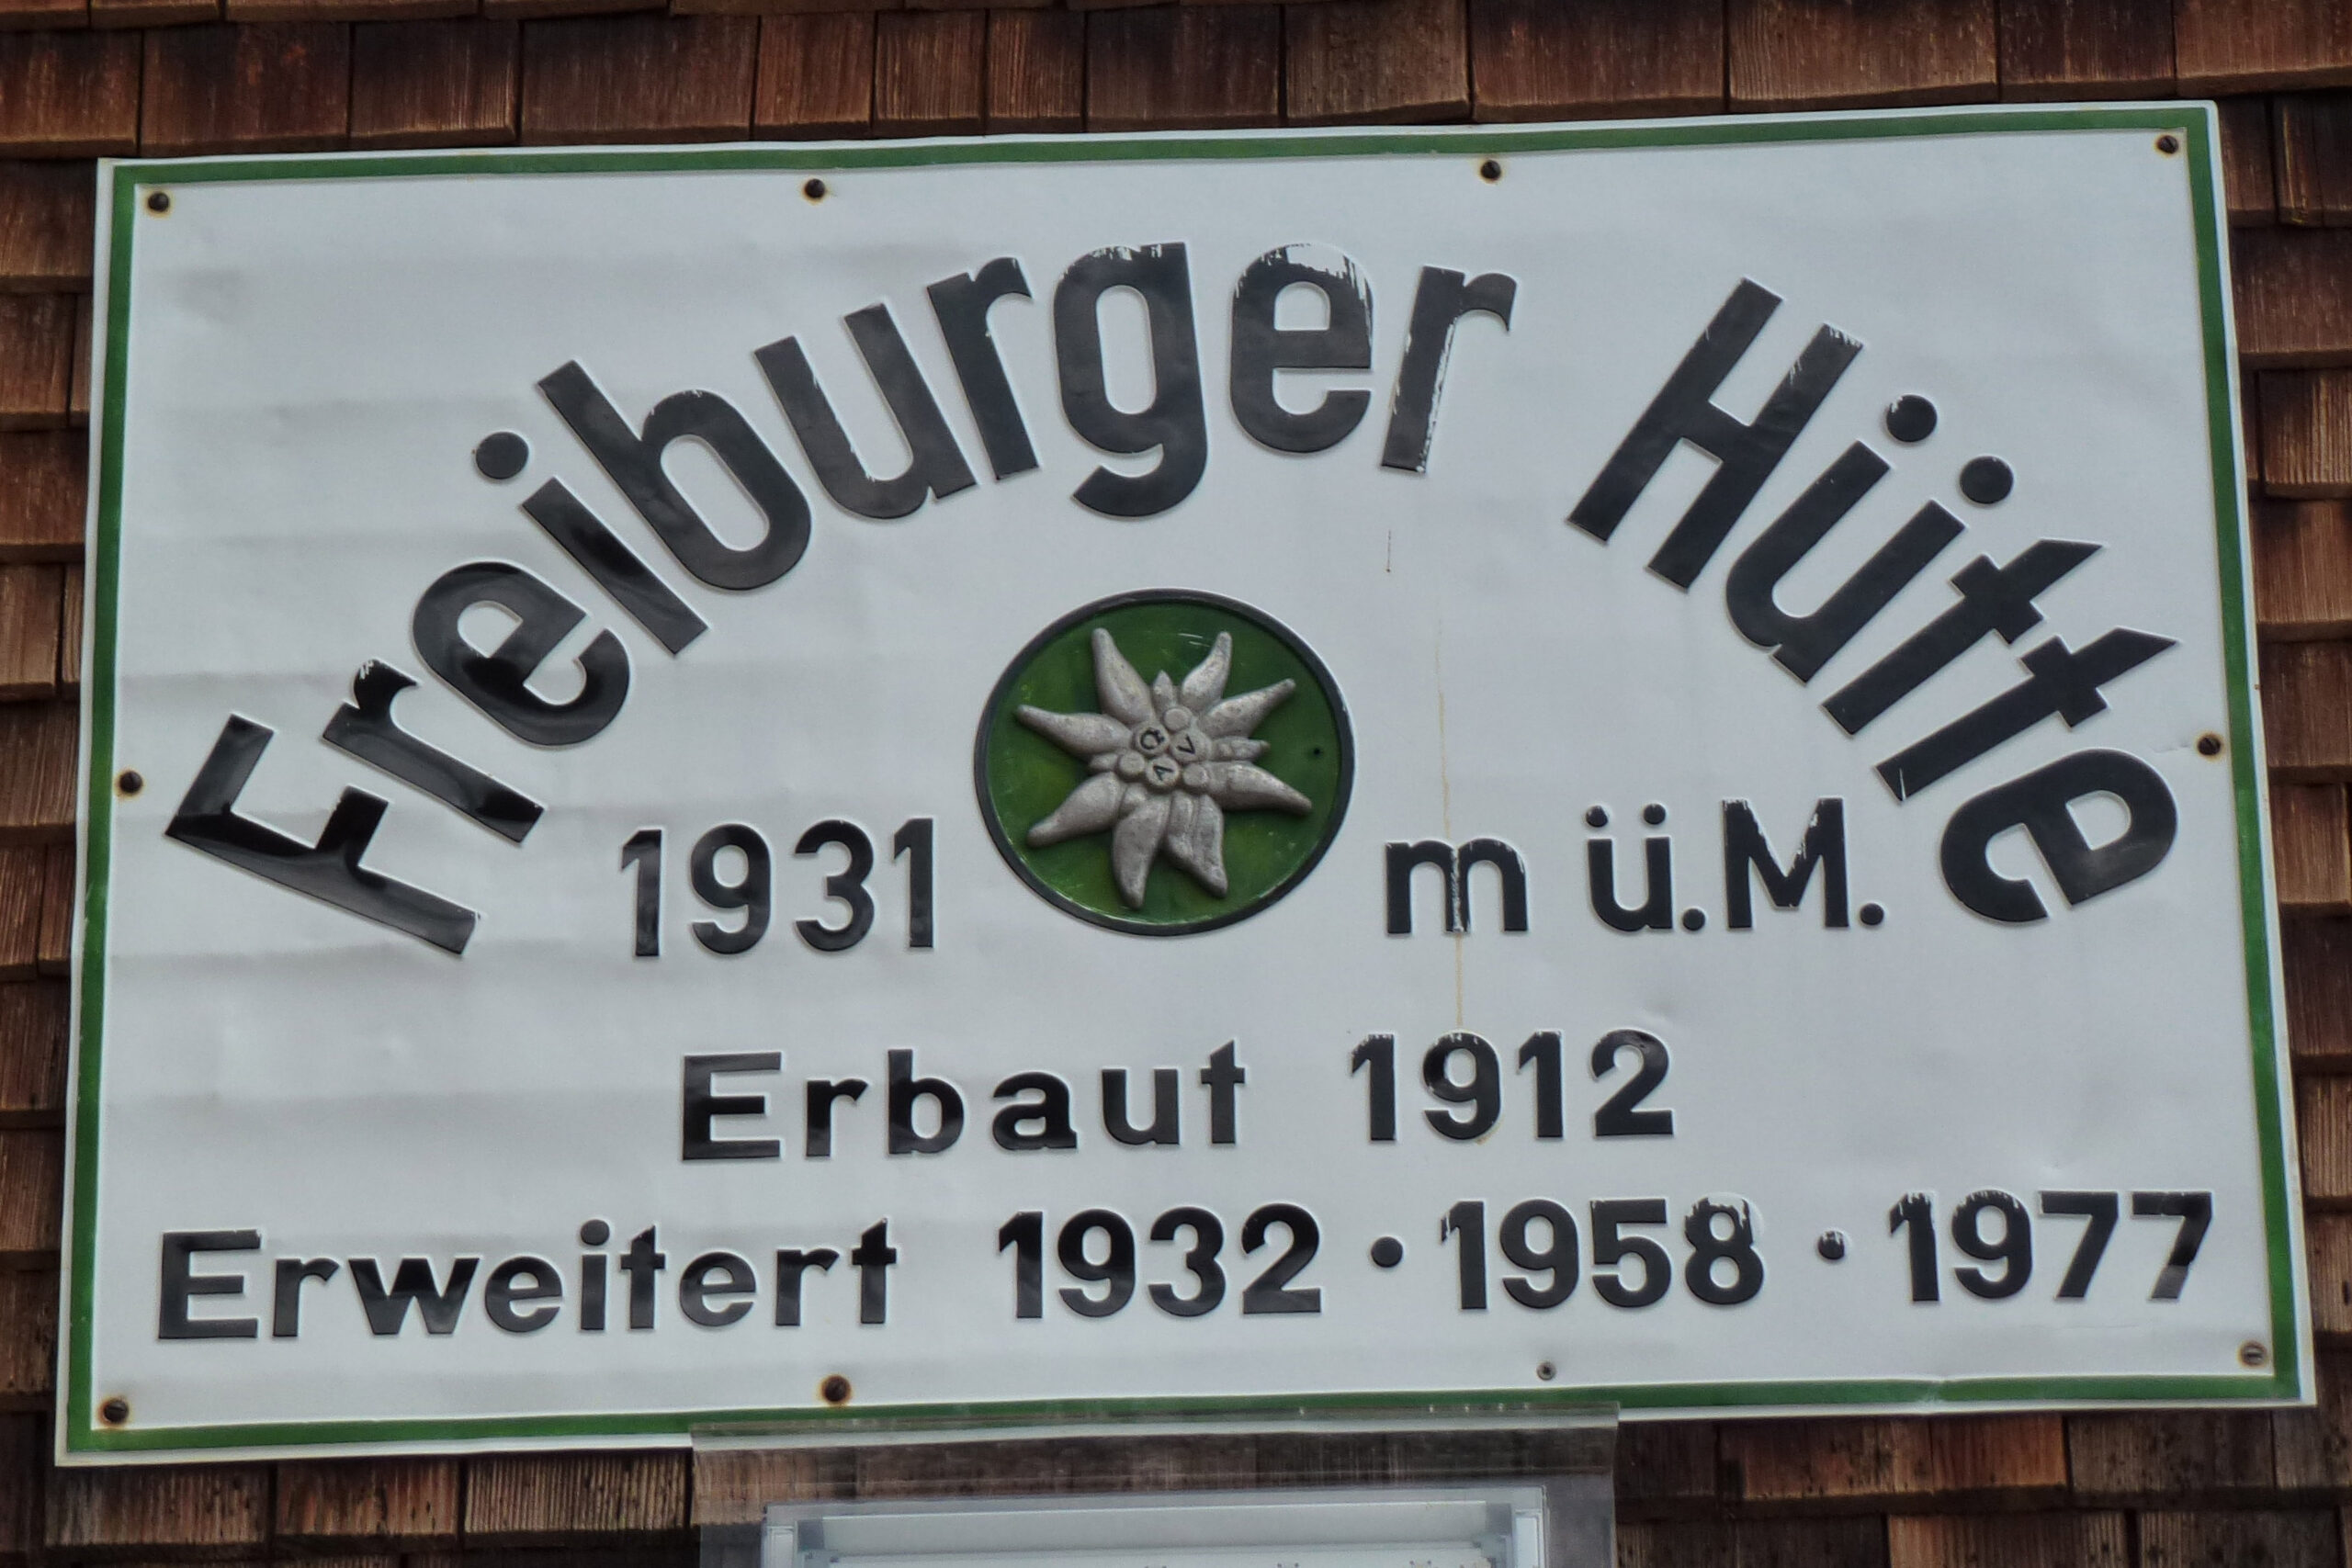 Freiburger Hütte
1931 m ü.M.
Erbaut 1912
Erweitert 1932 • 1958 • 1977